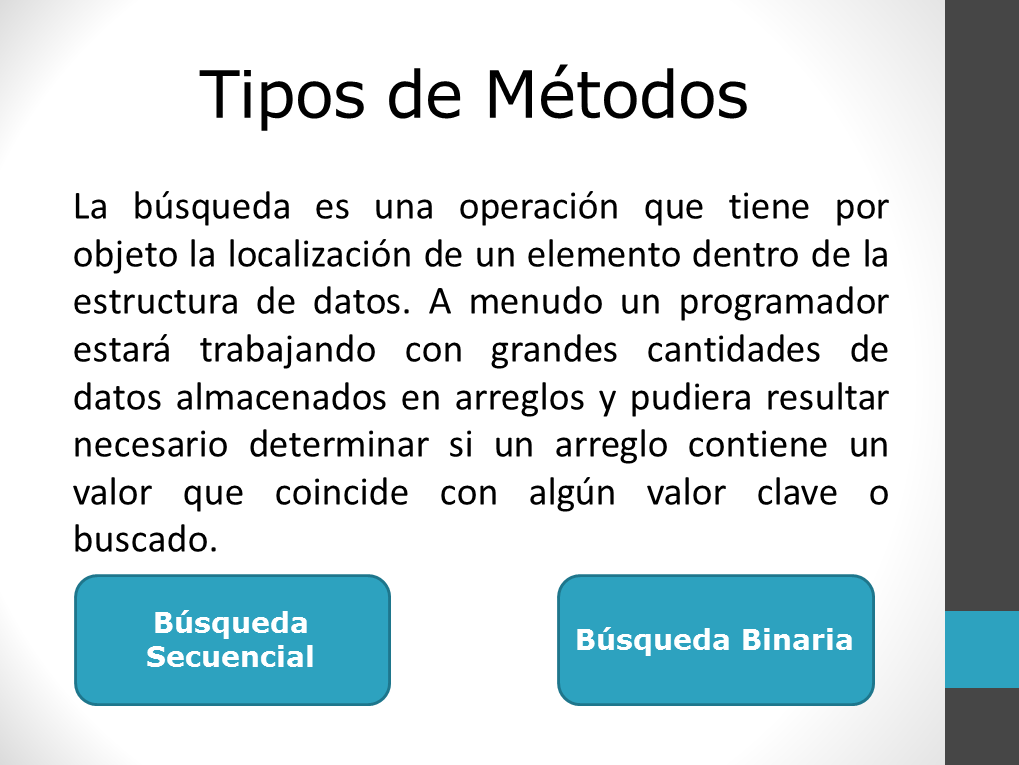 Tipos de Métodos
La búsqueda es una operación que tiene por
objeto la localización de un elemento dentro de la
estructura de datos. A menudo un programador
estará trabajando con grandes cantidades de
datos almacenados en arreglos y pudiera resultar
necesario determinar si un arreglo contiene un
valor que coincide con algún valor clave o
buscado.
Búsqueda
Secuencial
Búsqueda Binaria